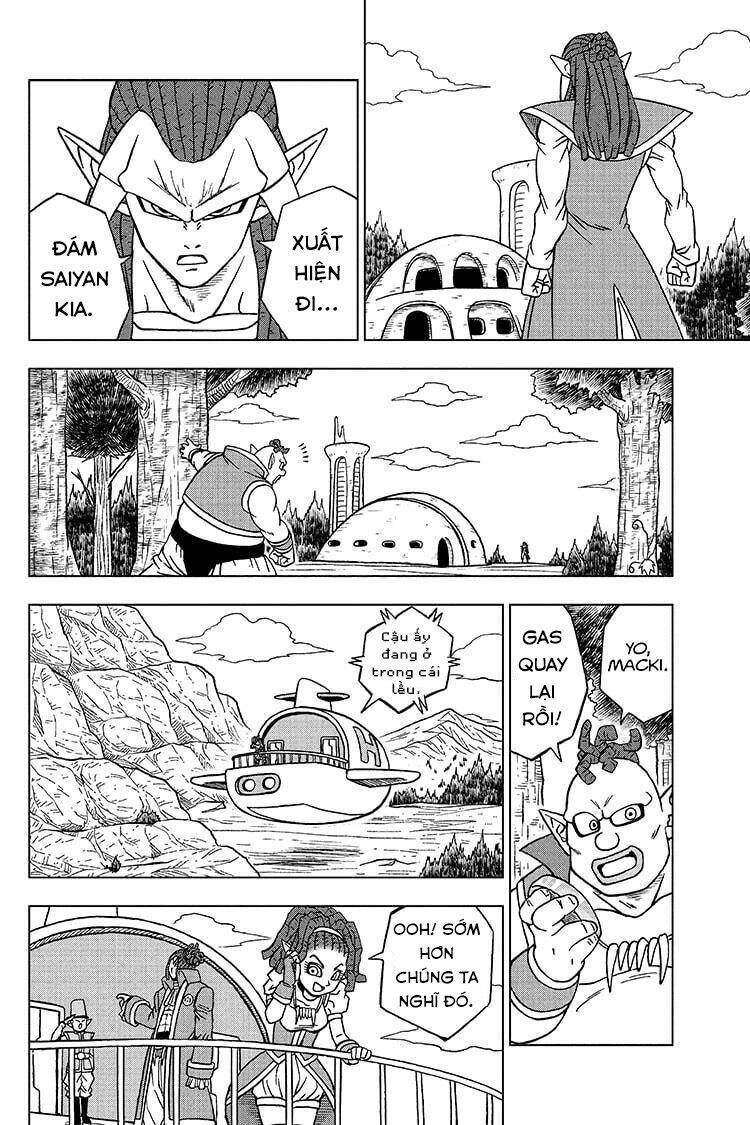 XUẤT
HIỆN
ĐI...
ĐÁM
SAIYAN
KIA.
YO,
MACKI.
GAS
QUAY
LẠI
RỒI!
Cậu ấy
đang ở
trong cái
lều.
H
OOH! SỚM
HƠN
CHÚNG TA
NGHĨ ĐÓ.